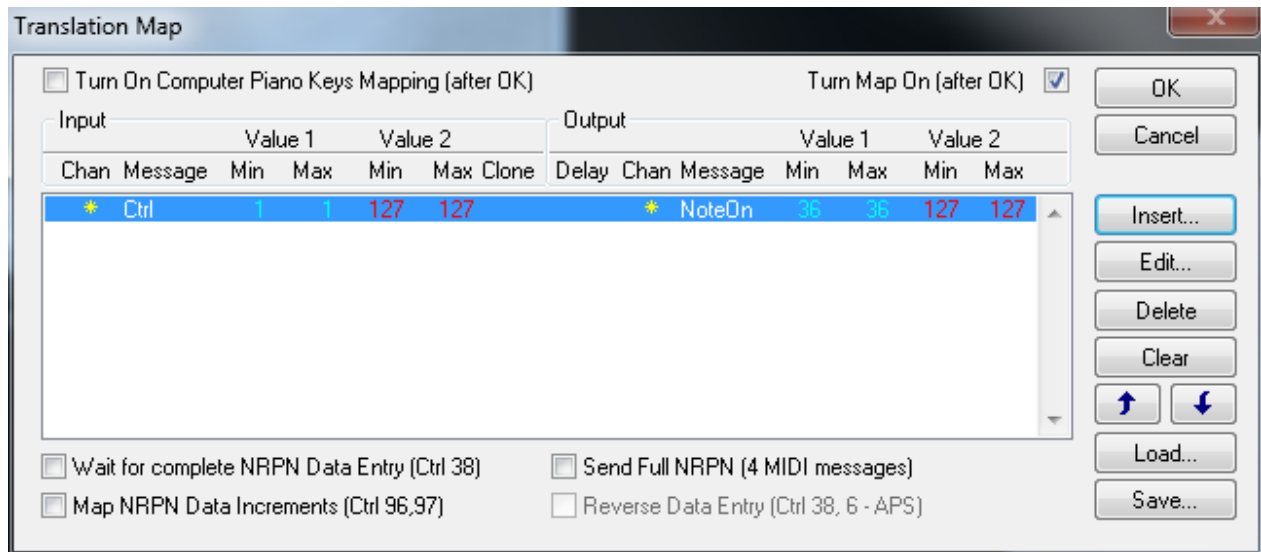 Translation Map
Turn On Computer Piano Keys Mapping (after OK) Turn Map On (after OK) OK
Input Output
Value 1 Value 2 Value 1 Value 2 Cancel
Chan Message Min Max Min Max Clone Delay Chan Message Min Max Min Max
* Ctrl 1 1 127 127 * NoteOn 36 36 127 127
Insert...
Edit...
Delete
Clear
Wait for complete NRPN Data Entry (Ctrl 38) Send Full NRPN (4 MIDI messages) Load...
Map NRPN Data Increments (Ctrl 96,97) Reverse Data Entry (Ctrl 38, 6 - APS) Save...